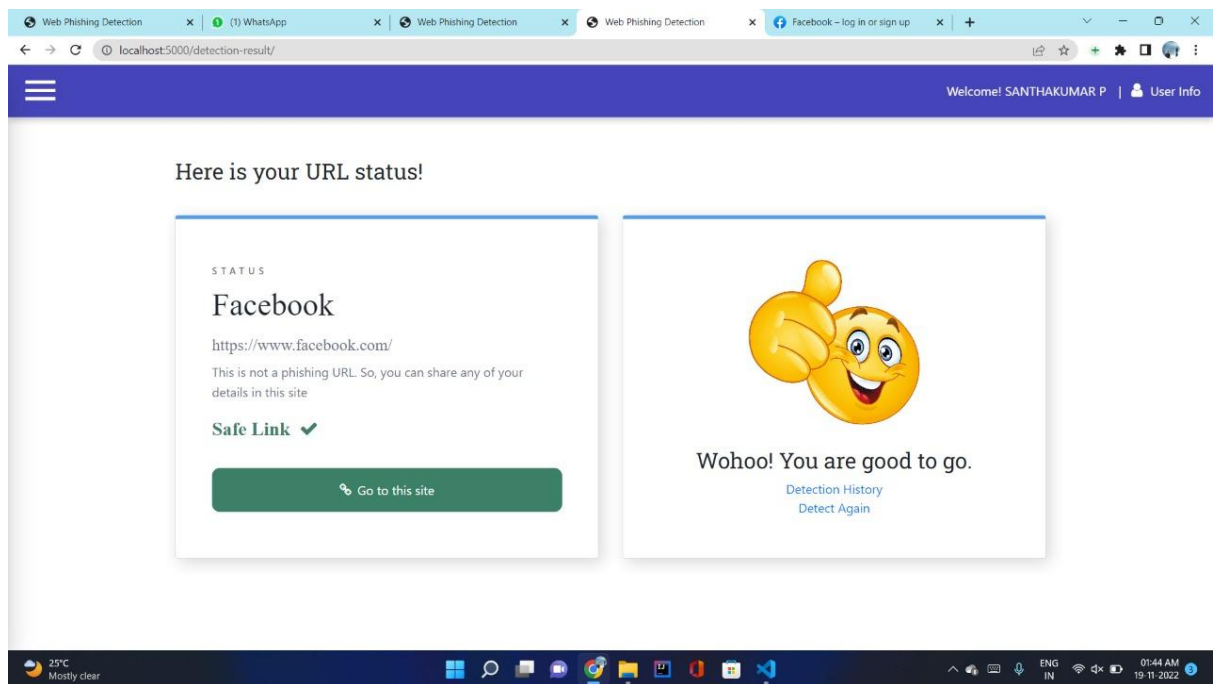 Web Phishing Detection
(1) WhatsApp
Web Phishing Detection
Web Phishing Detection
Facebook – log in or sign up
localhost:5000/detection-result/
Welcome! SANTHAKUMAR P | User Info
Here is your URL status!
STATUS
Facebook
https://www.facebook.com/
This is not a phishing URL. So, you can share any of your
details in this site
Safe Link
Go to this site
Wohoo! You are good to go.
Detection History
Detect Again
25°C
Mostly clear
ENG
IN
01:44 AM
19-11-2022
3